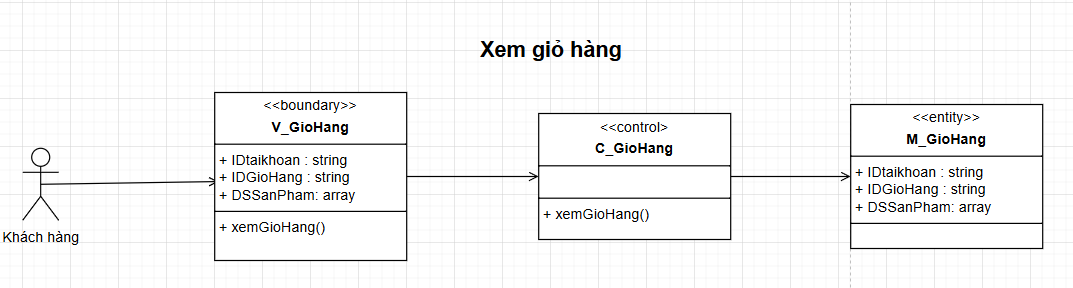 Xem giỏ hàng
<<boundary>>
V_GioHang
+ IDtaikhoan : string
+ IDGioHang : string
+ DSSanPham: array
+ xemGioHang()
<<control>
C_GioHang
+ xemGioHang()
<<entity>>
M_GioHang
+ IDtaikhoan : string
+ IDGioHang : string
+ DSSanPham: array
Khách hàng